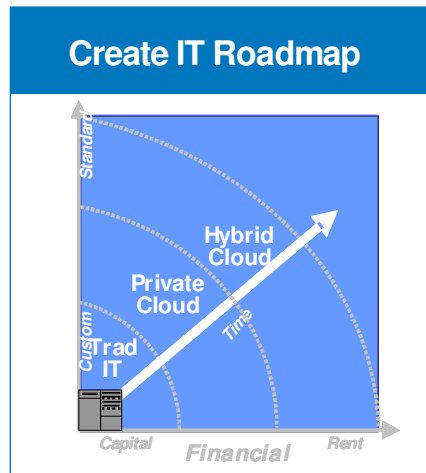 Create IT Roadmap
Standard
Hybrid
Cloud
Private
Cloud
Time
Custom
Trad
IT
Capital
Financial
Rent